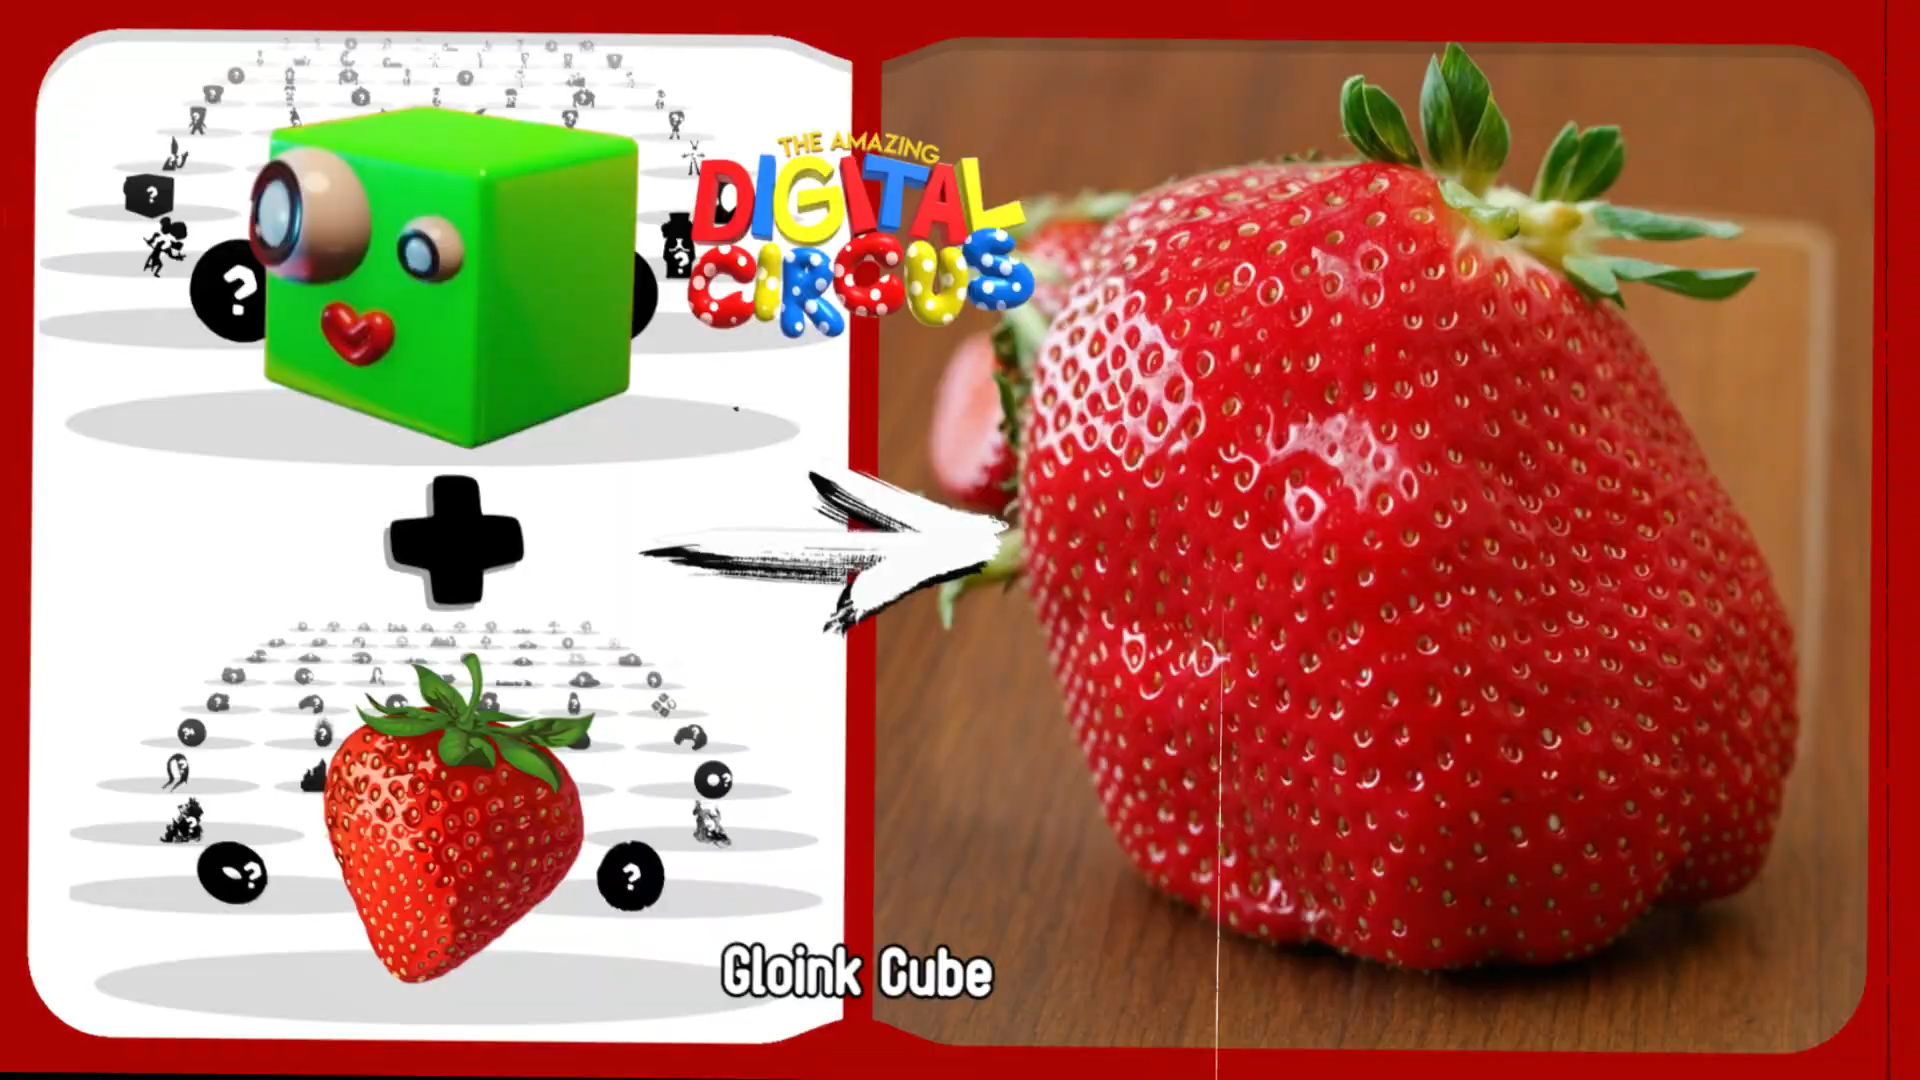 THE AMAZING
DIGITAL
CIRCUS
?
?
?
?
?
Gloink Cube